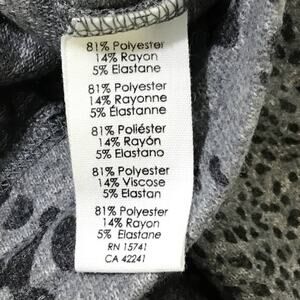 81% Polyester
14% Rayon
5% Elastane
81% Polyester
14% Rayonne
5% Élastanne
81% Poliéster
14% Rayón
5% Elastano
81% Polyester
14% Viscose
5% Elastan
81% Polyester
14% Rayon
5% Elastane
RN 15741
CA 42241